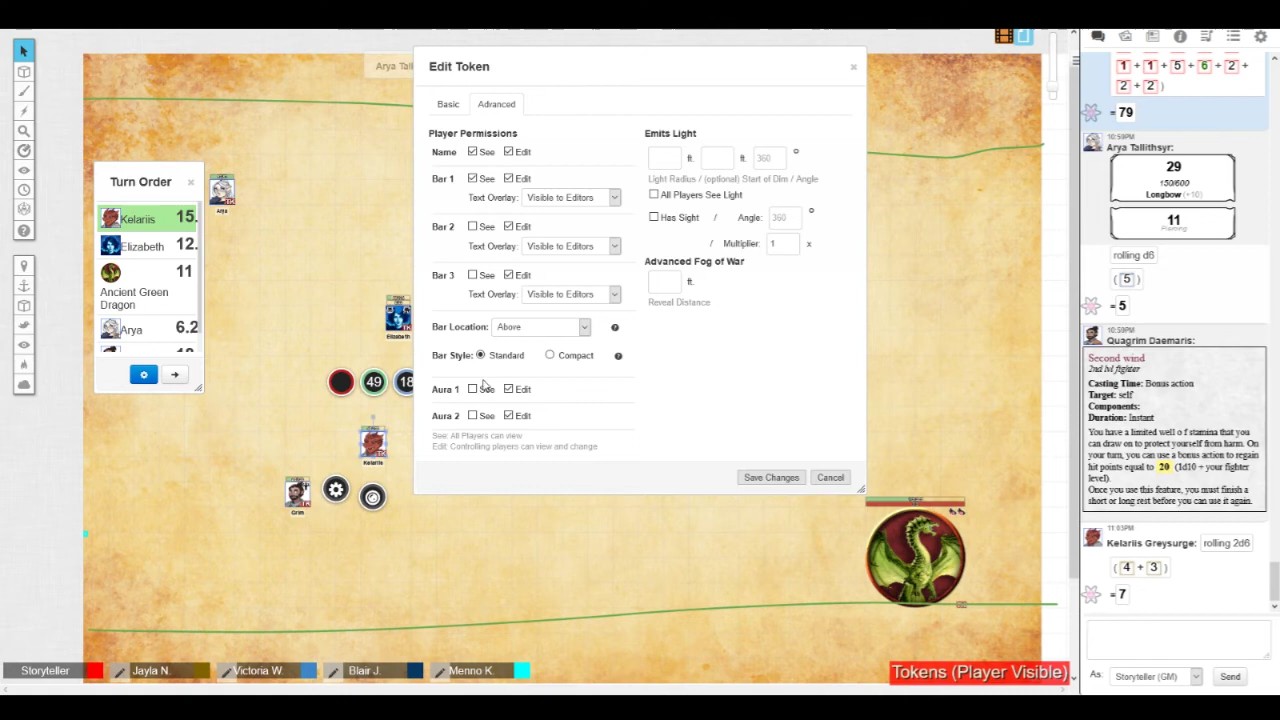 Arya Tall
Turn Order
×
Kelariis 15.
Elizabeth 12.
11
Ancient Green
Dragon
Arya 6.2
Arya
Elizabeth
49
18
Kelariis
Grim
Edit Token
×
Basic
Advanced
Player Permissions
Name See Edit
Bar 1 See Edit
Text Overlay: Visible to Editors
Bar 2 See Edit
Text Overlay: Visible to Editors
Bar 3 See Edit
Text Overlay: Visible to Editors
Bar Location: Above
Bar Style: Standard Compact
Aura 1 See Edit
Aura 2 See Edit
See: All Players can view
Edit: Controlling players can view and change
Emits Light
ft. ft. 360 °
Light Radius / (optional) Start of Dim / Angle
All Players See Light
Has Sight / Angle: 360 °
/ Multiplier: 1 x
Advanced Fog of War
ft.
Reveal Distance
Save Changes
Cancel
1 + 1 + 5 + 6 + 2 +
2 + 2 )
= 79
10:59PM
Arya Tallithsyr:
29
150/600
Longbow (+10)
11
Piercing
rolling d6
( 5 )
= 5
10:59PM
Quagrim Daemaris:
Second wind
2nd lvl fighter
Casting Time: Bonus action
Target: self
Components:
Duration: Instant
You have a limited well o f stamina that you
can draw on to protect yourself from harm. On
your turn, you can use a bonus action to regain
hit points equal to 20 (1d10 + your fighter
level).
Once you use this feature, you must finish a
short or long rest before you can use it again.
11:03PM
Kelariis Greysurge: rolling 2d6
( 4 + 3 )
= 7
As: Storyteller (GM) Send
Storyteller
Jayla N.
Victoria W.
Blair J.
Menno K.
Tokens (Player Visible)